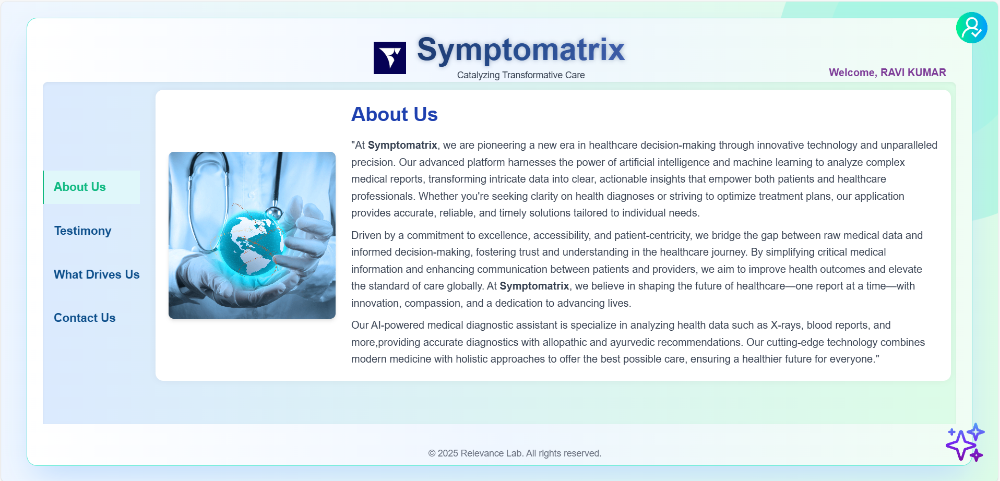 Symptomatrix
Catalyzing Transformative Care
Welcome, RAVI KUMAR
About Us
Testimony
What Drives Us
Contact Us
About Us
"At Symptomatrix, we are pioneering a new era in healthcare decision-making through innovative technology and unparalleled
precision. Our advanced platform harnesses the power of artificial intelligence and machine learning to analyze complex
medical reports, transforming intricate data into clear, actionable insights that empower both patients and healthcare
professionals. Whether you're seeking clarity on health diagnoses or striving to optimize treatment plans, our application
provides accurate, reliable, and timely solutions tailored to individual needs.
Driven by a commitment to excellence, accessibility, and patient-centricity, we bridge the gap between raw medical data and
informed decision-making, fostering trust and understanding in the healthcare journey. By simplifying critical medical
information and enhancing communication between patients and providers, we aim to improve health outcomes and elevate
the standard of care globally. At Symptomatrix, we believe in shaping the future of healthcare—one report at a time—with
innovation, compassion, and a dedication to advancing lives.
Our AI-powered medical diagnostic assistant is specialize in analyzing health data such as X-rays, blood reports, and
more,providing accurate diagnostics with allopathic and ayurvedic recommendations. Our cutting-edge technology combines
modern medicine with holistic approaches to offer the best possible care, ensuring a healthier future for everyone."
© 2025 Relevance Lab. All rights reserved.